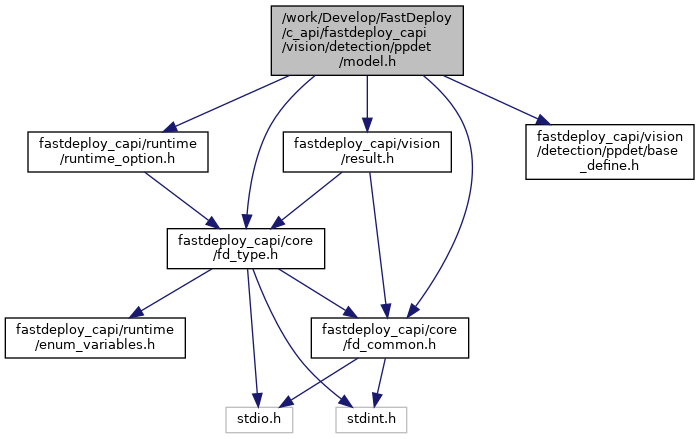 /work/Develop/FastDeploy
/c_api/fastdeploy_capi
/vision/detection/ppdet
/model.h
fastdeploy_capi/runtime
/runtime_option.h
fastdeploy_capi/vision
/result.h
fastdeploy_capi/vision
/detection/ppdet/base
_define.h
fastdeploy_capi/core
/fd_type.h
fastdeploy_capi/runtime
/enum_variables.h
fastdeploy_capi/core
/fd_common.h
stdio.h
stdint.h